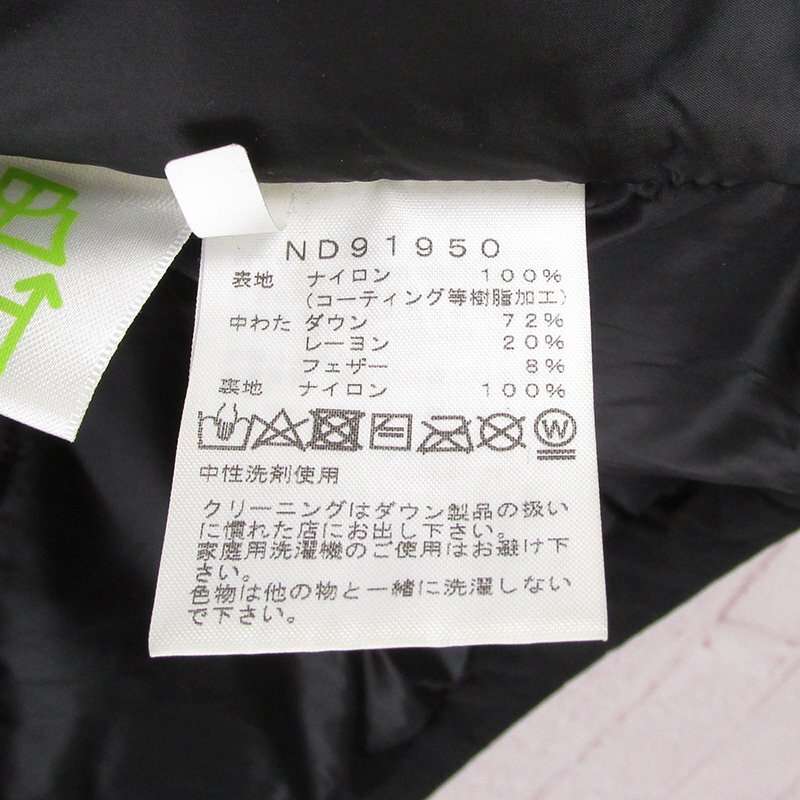 ND91950
表地 ナイロン 100%
(コーティング等樹脂加工)
中わた ダウン 72%
レーヨン 20%
フェザー 8%
裏地 ナイロン 100%
W
中性洗剤使用
クリーニングはダウン製品の扱い
に慣れた店にお出し下さい。
家庭用洗濯機のご使用はお避け下
さい。
色物は他の物と一緒に洗濯しない
で下さい。